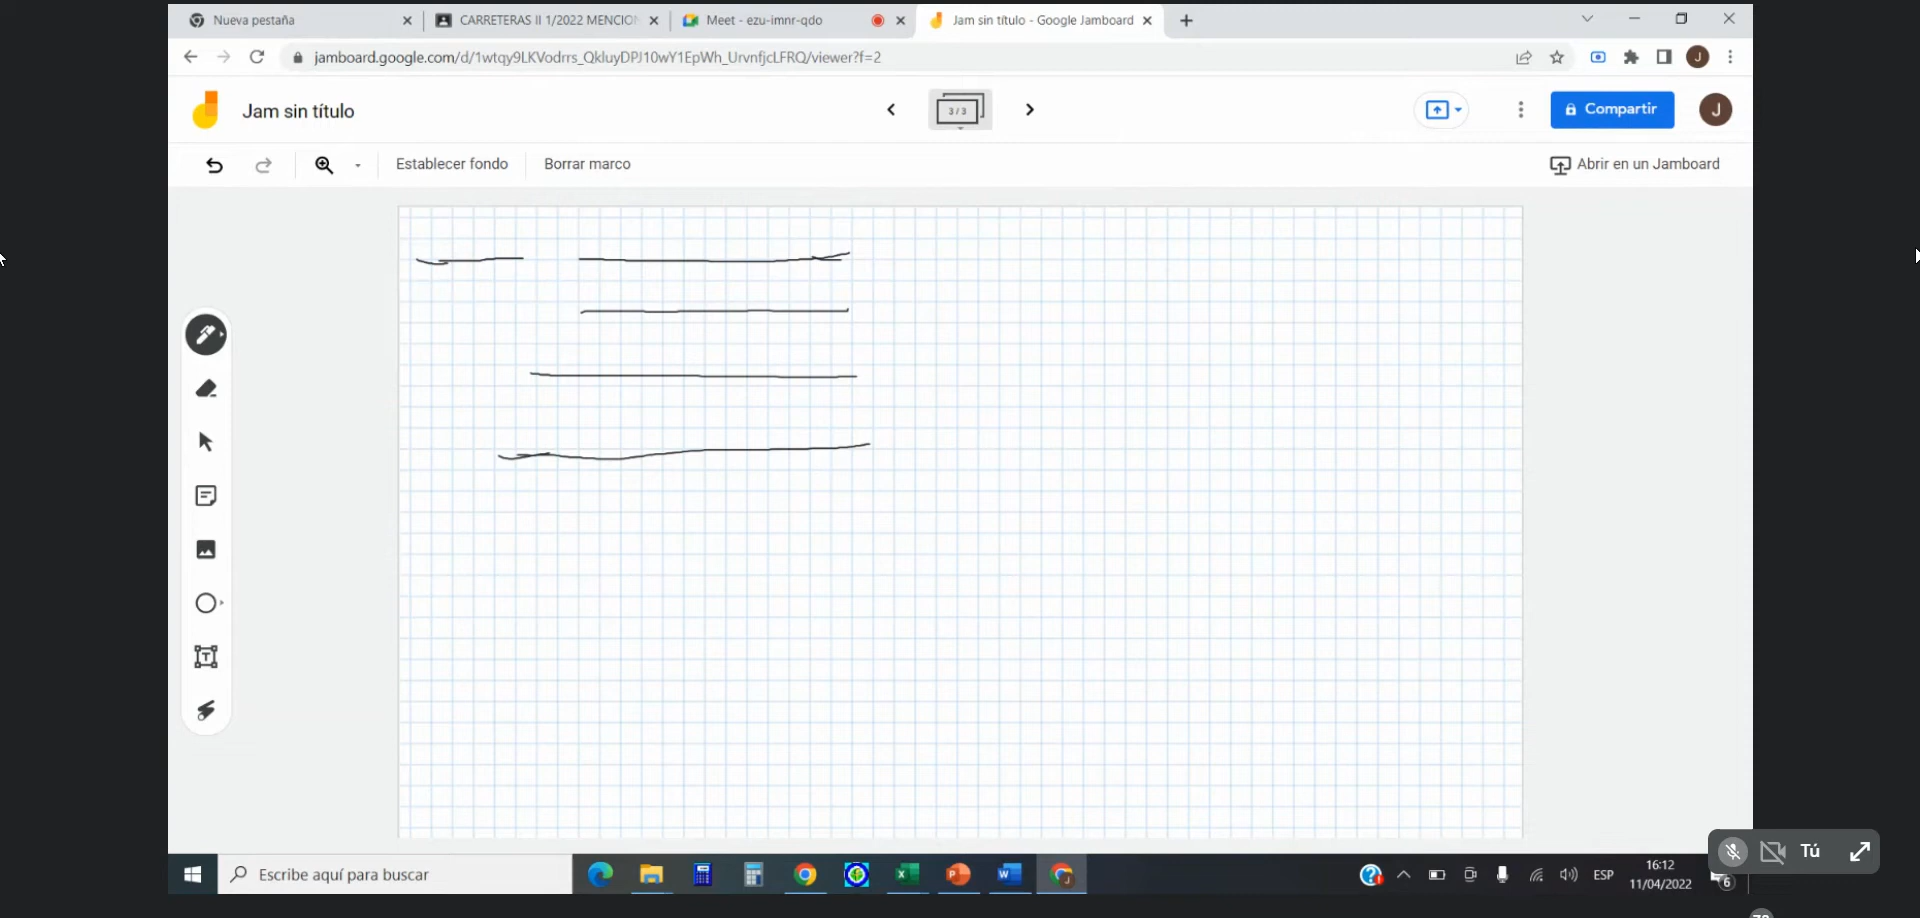 Nueva pestaña
CARRETERAS II 1/2022 MENCION
Meet - ezu-imnr-qdo
Jam sin título - Google Jamboard
jamboard.google.com/d/1wtqy9LKVodrrs_QkluyDPJ10wY1EpWh_UrvnfjcLFRQ/viewer?f=2
J
Jam sin título
3 / 3
Compartir
J
Establecer fondo
Borrar marco
Abrir en un Jamboard
Tú
Escribe aquí para buscar
ESP
16:12
11/04/2022
6